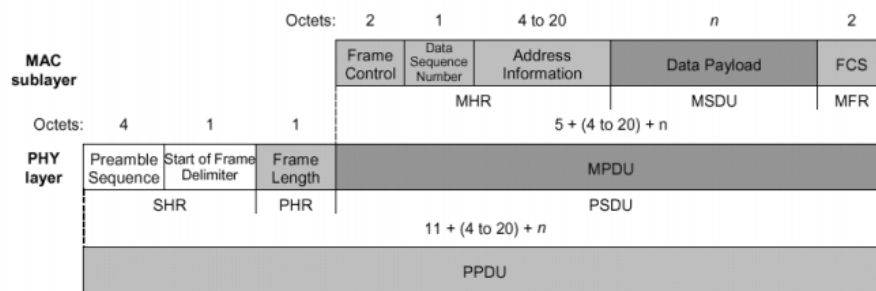 Octets: 2 1 4 to 20 n 2
MAC sublayer
Frame Control
Data Sequence Number
Address Information
Data Payload
FCS
MHR MSDU MFR
Octets: 4 1 1 5 + (4 to 20) + n
PHY layer
Preamble Sequence
Start of Frame Delimiter
Frame Length
MPDU
SHR PHR PSDU
11 + (4 to 20) + n
PPDU